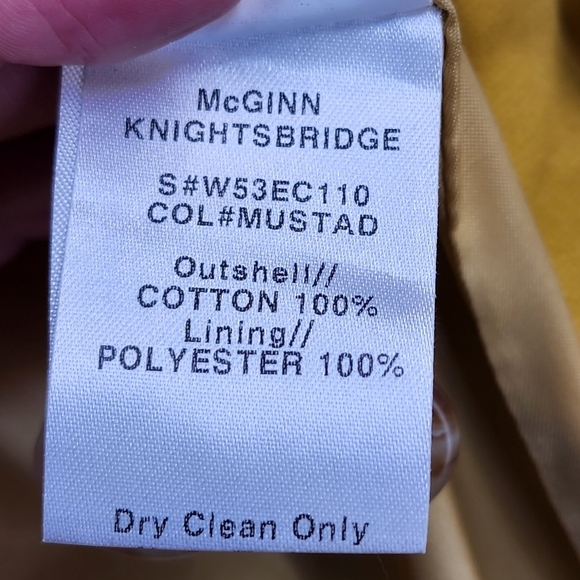 McGINN
KNIGHTSBRIDGE
S#W53EC110
COL#MUSTAD
Outshell//
COTTON 100%
Lining//
POLYESTER 100%
Dry Clean Only